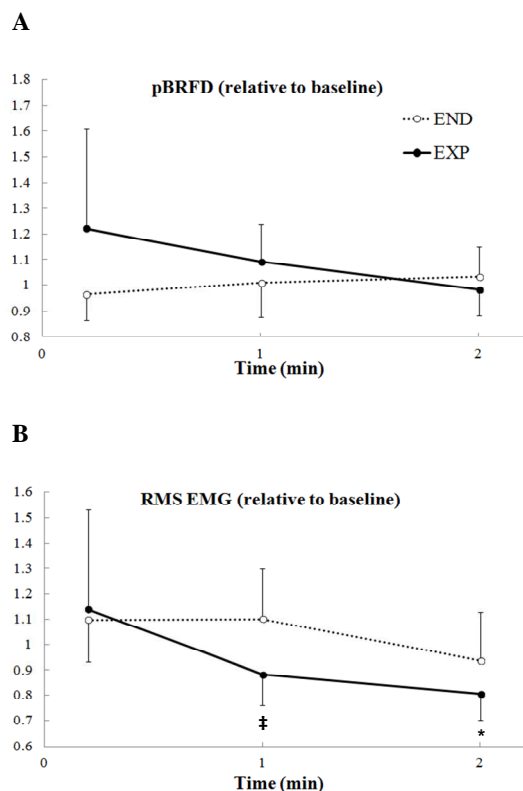 A
pBRFD (relative to baseline)
END
EXP
1.8
1.7
1.6
1.5
1.4
1.3
1.2
1.1
1
0.9
0.8
0 1 2
Time (min)
B
RMS EMG (relative to baseline)
1.6
1.5
1.4
1.3
1.2
1.1
1
0.9
0.8
0.7
0.6
‡ *
0 1 2
Time (min)